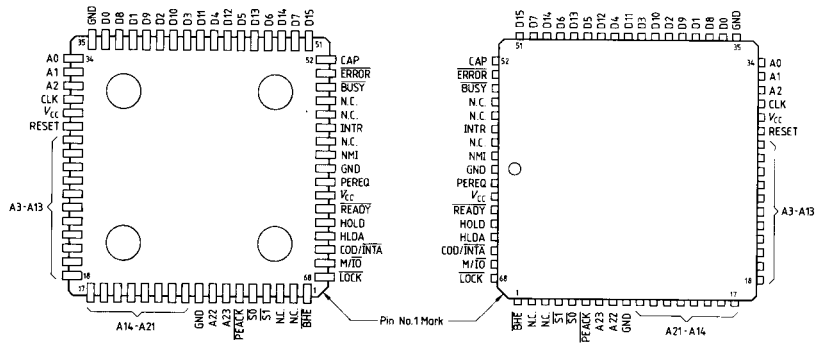 GND D0 D8 D1 D9 D2 D10 D3 D11 D4 D12 D5 D13 D6 D14 D7 D15
35 51
34 52
A0
A1
A2
CLK
VCC
RESET
A3-A13
18
17
CAP
ERROR
BUSY
N.C.
N.C.
INTR
N.C.
NMI
GND
PEREQ
VCC
READY
HOLD
HLDA
COD/INTA
M/IO
LOCK
68
1
A14-A21 GND A22 A23 PEACK S0 S1 N.C. N.C. BHE
Pin No.1 Mark
D15 D7 D14 D6 D13 D5 D12 D4 D11 D3 D10 D2 D9 D1 D8 D0 GND
51 35
52 34
CAP
ERROR
BUSY
N.C.
N.C.
INTR
N.C.
NMI
GND
PEREQ
VCC
READY
HOLD
HLDA
COD/INTA
M/IO
LOCK
68
A0
A1
A2
CLK
VCC
RESET
A3-A13
18
1 17
BHE N.C. N.C. S1 S0 PEACK A23 A22 GND A21-A14